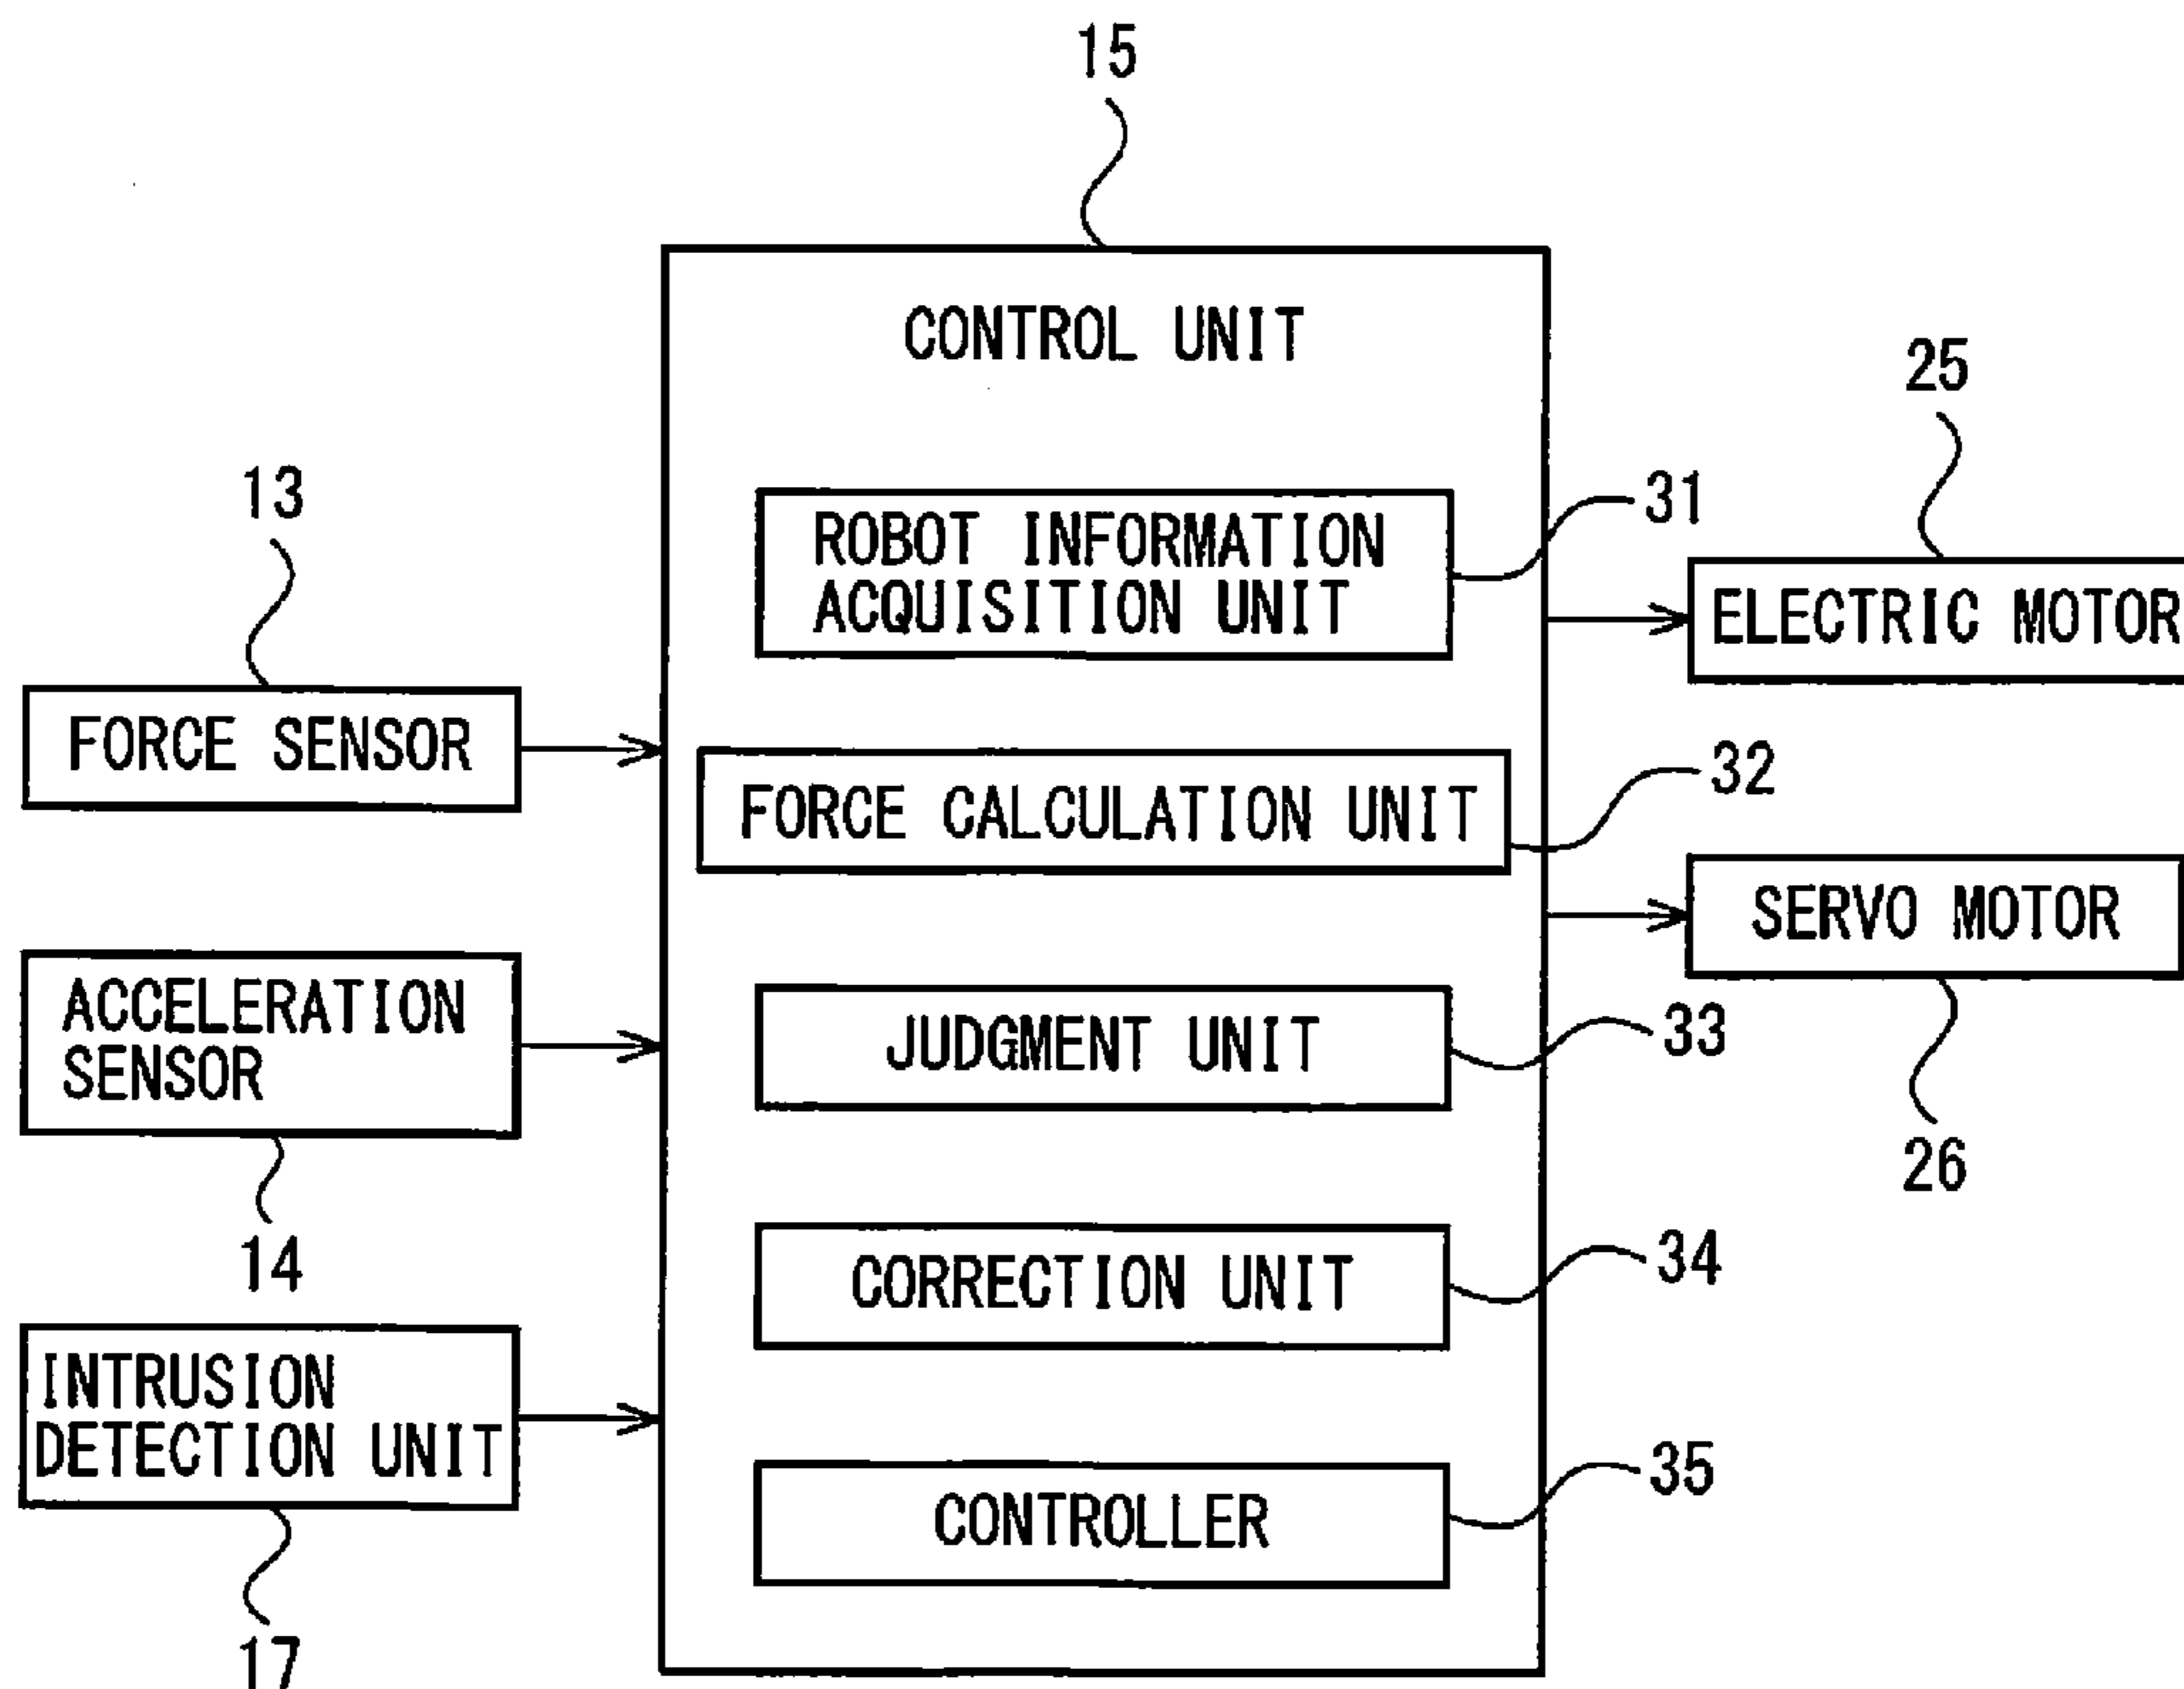 15
CONTROL UNIT
25
13
31
ROBOT INFORMATION
ACQUISITION UNIT
ELECTRIC MOTOR
FORCE SENSOR
32
FORCE CALCULATION UNIT
SERVO MOTOR
ACCELERATION
SENSOR
JUDGMENT UNIT
33
26
14
34
CORRECTION UNIT
INTRUSION
DETECTION UNIT
35
CONTROLLER
17